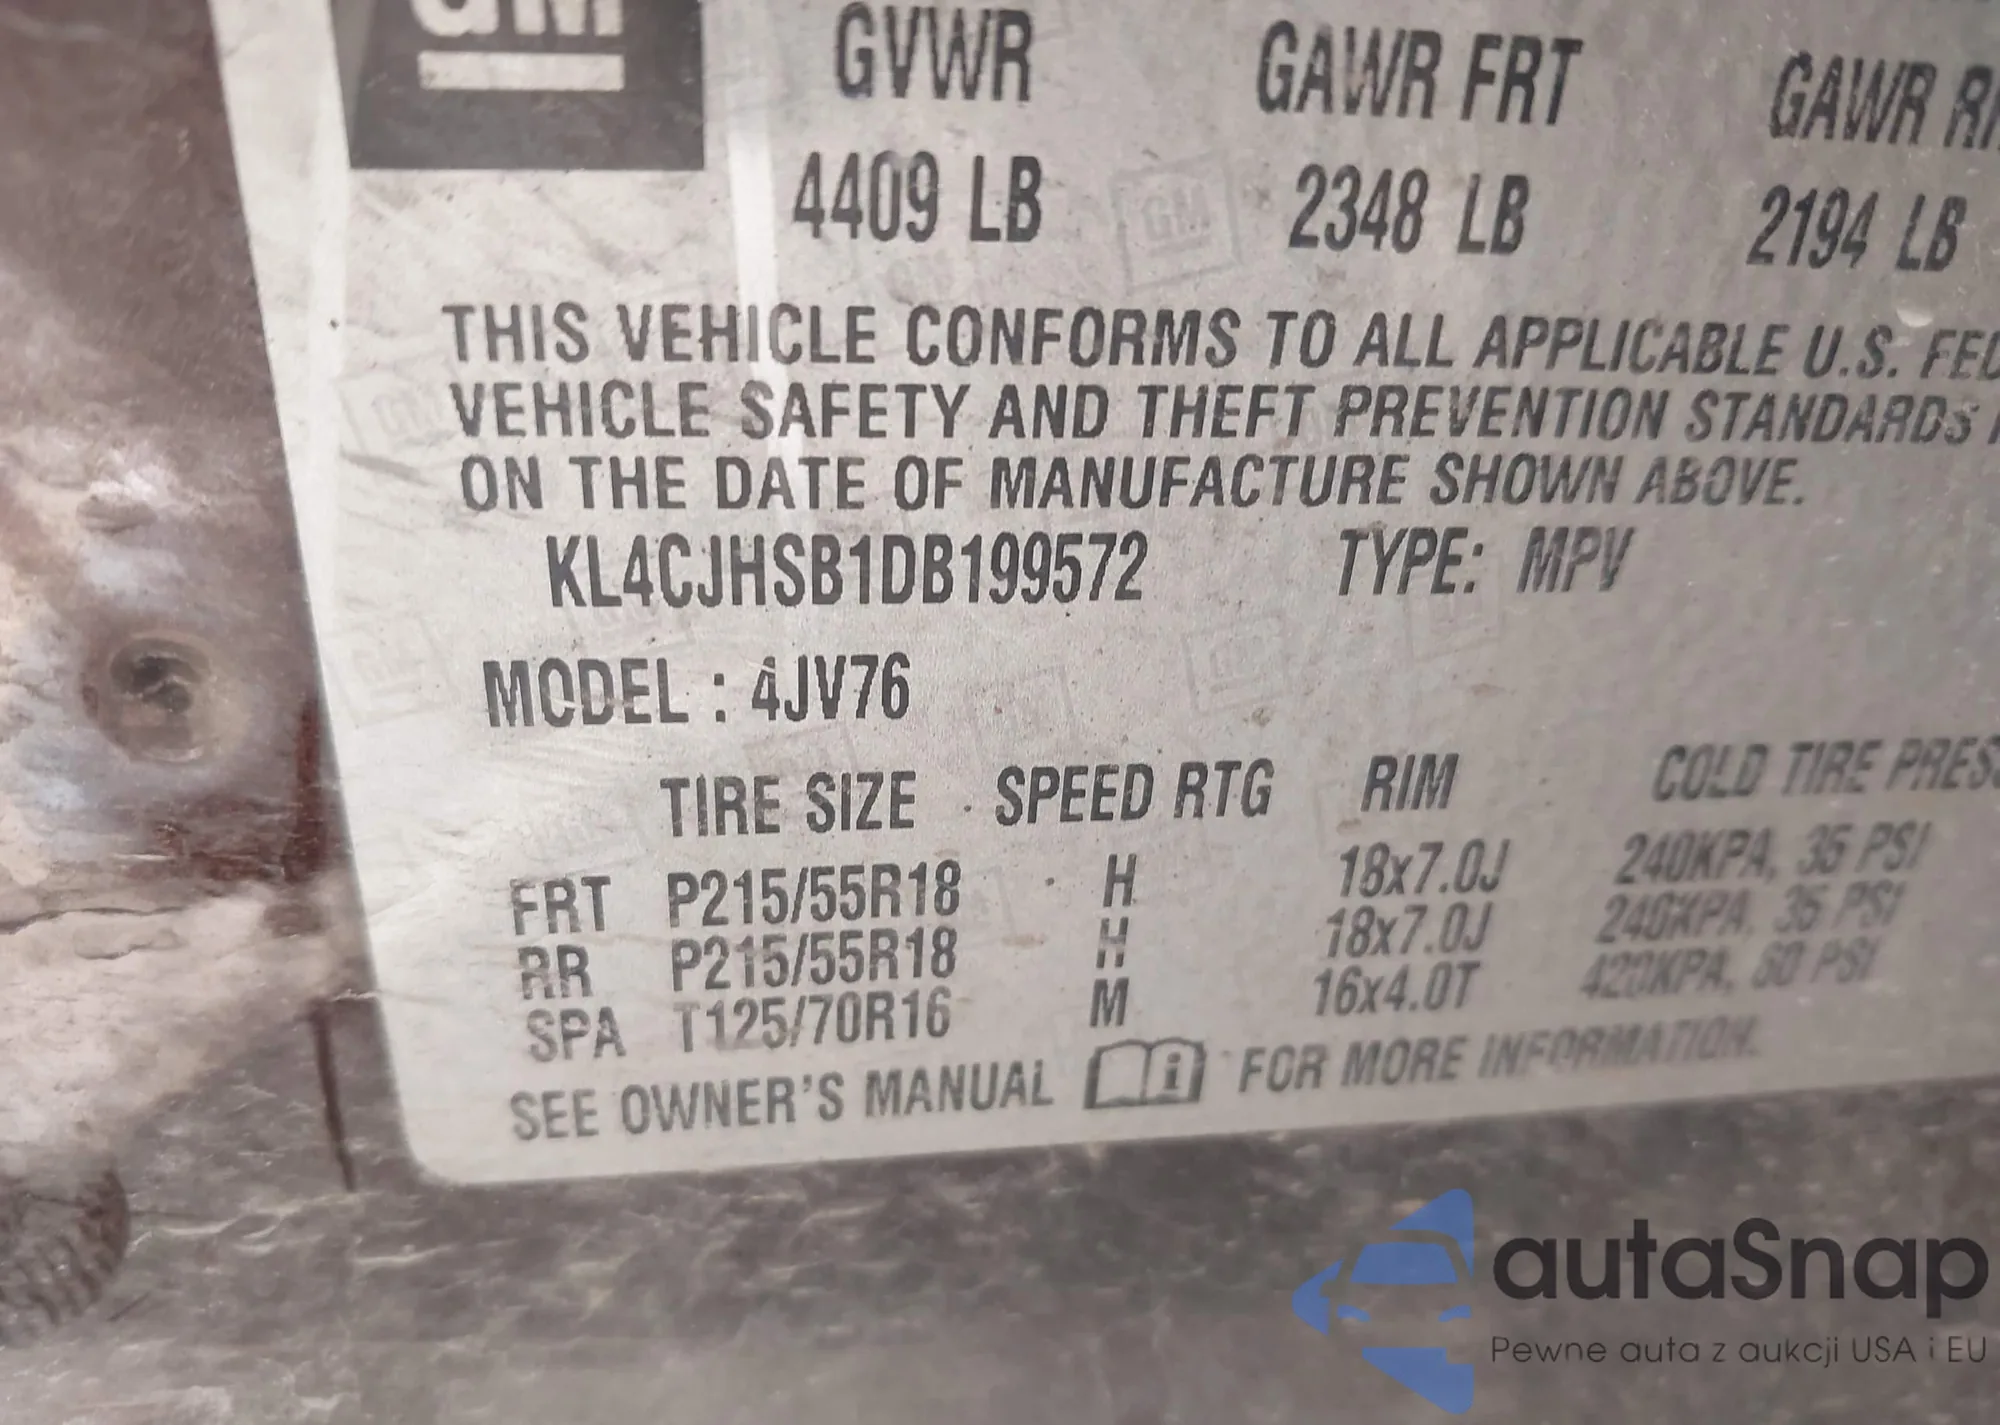 GM
GVWR GAWR FRT GAWR
4409 LB 2348 LB 2194 LB
THIS VEHICLE CONFORMS TO ALL APPLICABLE U.S.
VEHICLE SAFETY AND THEFT PREVENTION STANDARDS
ON THE DATE OF MANUFACTURE SHOWN ABOVE.
KL4CJHSB1DB199572 TYPE: MPV
MODEL : 4JV76
TIRE SIZE SPEED RTG RIM COLD TIRE
FRT P215/55R18 H 18x7.0J 240KPA, 35 PSI
RR P215/55R18 H 18x7.0J 240KPA, 35 PSI
SPA T125/70R16 M 16x4.0T 420KPA, 60 PSI
SEE OWNER'S MANUAL FOR MORE INFORMATION.
autaSnap
Pewne auta z aukcji USA i EU